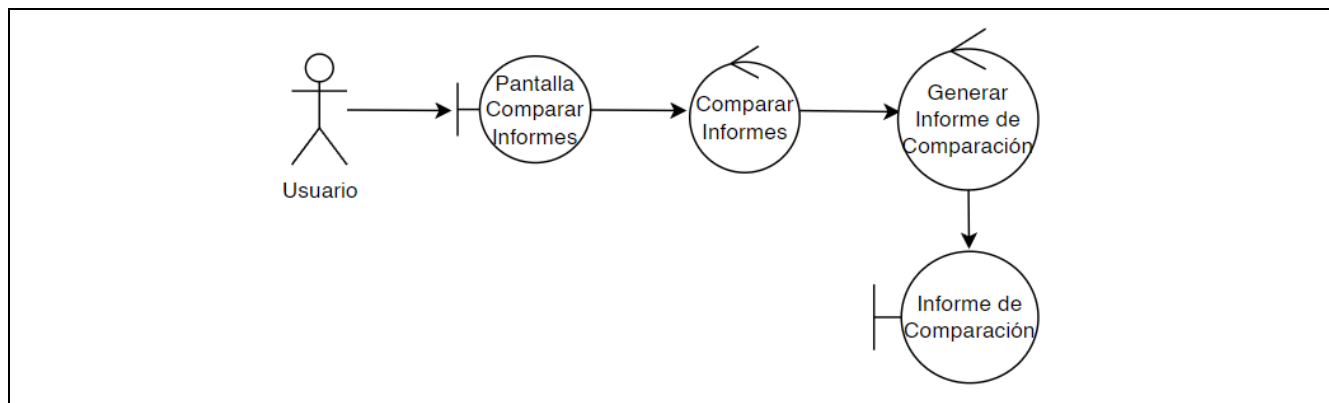 Pantalla
Comparar
Informes
Comparar
Informes
Generar
Informe de
Comparación
Usuario
Informe de
Comparación